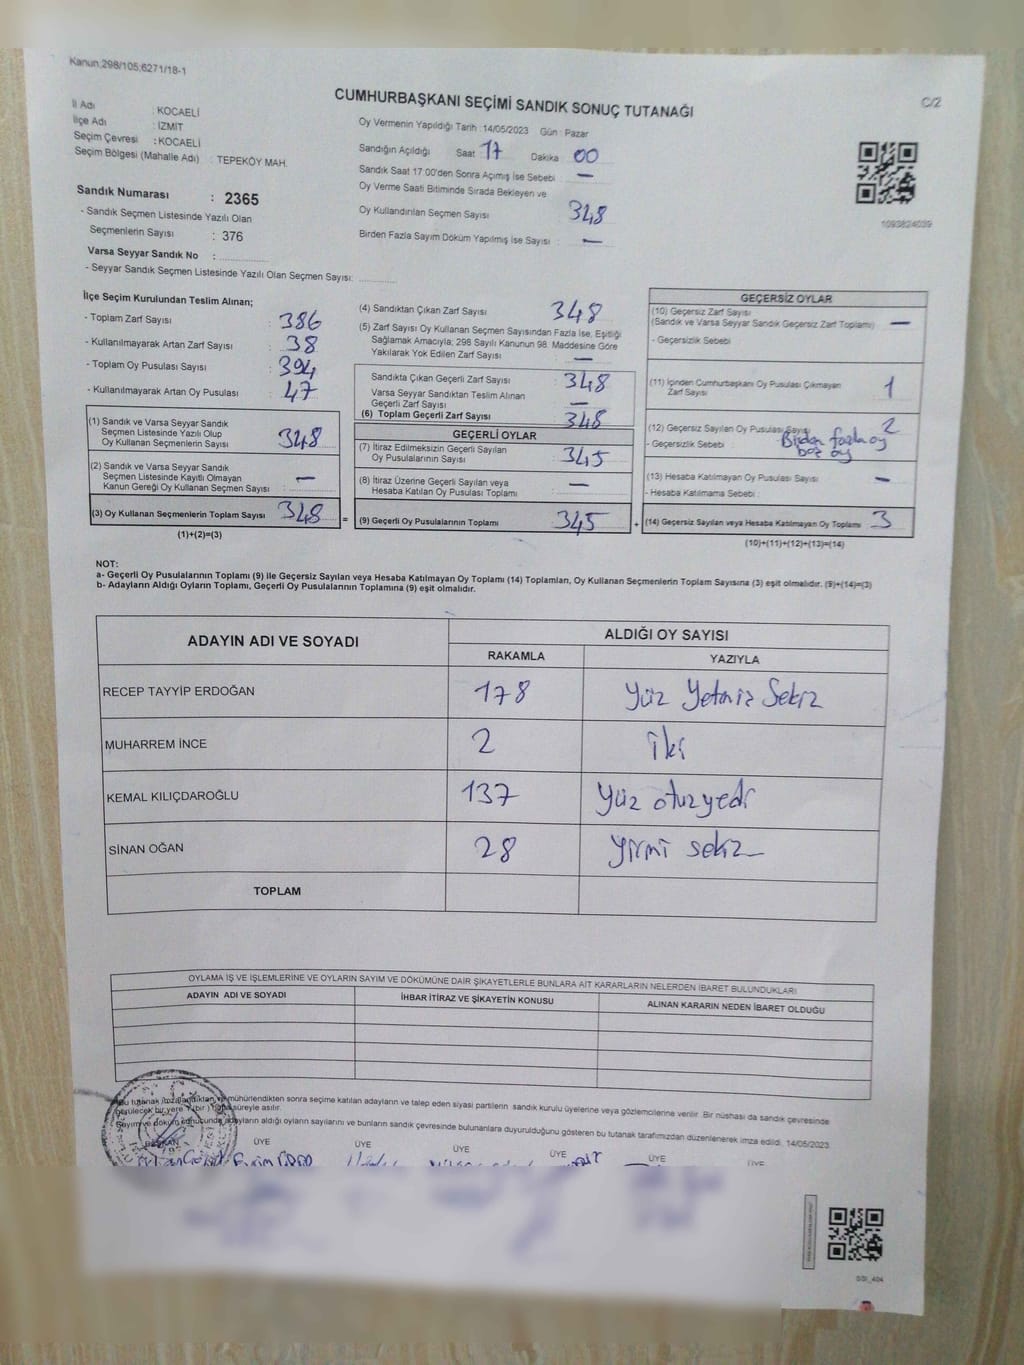 Kanun;298/105;6271/18-1
CUMHURBAŞKANI SEÇİMİ SANDIK SONUÇ TUTANAĞI
C/2
İl Adı : KOCAELİ
İlçe Adı : İZMİT
Seçim Çevresi : KOCAELİ
Seçim Bölgesi (Mahalle Adı) : TEPEKÖY MAH.
Sandık Numarası : 2365
- Sandık Seçmen Listesinde Yazılı Olan
Seçmenlerin Sayısı : 376
Varsa Seyyar Sandık No :
- Seyyar Sandık Seçmen Listesinde Yazılı Olan Seçmen Sayısı:
Oy Vermenin Yapıldığı Tarih :14/05/2023 Gün : Pazar
Sandığın Açıldığı Saat 17 Dakika 00
Sandık Saat 17.00'den Sonra Açımış İse Sebebi : —
Oy Verme Saati Bitiminde Sırada Bekleyen ve
Oy Kullandırılan Seçmen Sayısı 348
Birden Fazla Sayım Döküm Yapılmış İse Sayısı : —
1093824039
İlçe Seçim Kurulundan Teslim Alınan;
- Toplam Zarf Sayısı : 386
- Kullanılmayarak Artan Zarf Sayısı : 38
- Toplam Oy Pusulası Sayısı : 394
- Kullanılmayarak Artan Oy Pusulası : 47
(1) Sandık ve Varsa Seyyar Sandık
Seçmen Listesinde Yazılı Olup
Oy Kullanan Seçmenlerin Sayısı : 348
(2) Sandık ve Varsa Seyyar Sandık
Seçmen Listesinde Kayıtlı Olmayan
Kanun Gereği Oy Kullanan Seçmen Sayısı : —
(3) Oy Kullanan Seçmenlerin Toplam Sayısı : 348 =
(1)+(2)=(3)
(4) Sandıktan Çıkan Zarf Sayısı 348
(5) Zarf Sayısı Oy Kullanan Seçmen Sayısından Fazla İse, Eşitliği
Sağlamak Amacıyla; 298 Sayılı Kanunun 98. Maddesine Göre
Yakılarak Yok Edilen Zarf Sayısı : —
Sandıkta Çıkan Geçerli Zarf Sayısı : 348
Varsa Seyyar Sandıktan Teslim Alınan
Geçerli Zarf Sayısı : —
(6) Toplam Geçerli Zarf Sayısı : 348
GEÇERLİ OYLAR
(7) İtiraz Edilmeksizin Geçerli Sayılan
Oy Pusulalarının Sayısı : 345
(8) İtiraz Üzerine Geçerli Sayılan veya
Hesaba Katılan Oy Pusulası Toplamı : —
(9) Geçerli Oy Pusulalarının Toplamı : 345 +
GEÇERSİZ OYLAR
(10) Geçersiz Zarf Sayısı
(Sandık ve Varsa Seyyar Sandık Geçersiz Zarf Toplamı) : —
- Geçersizlik Sebebi :
(11) İçinden Cumhurbaşkanı Oy Pusulası Çıkmayan
Zarf Sayısı : 1
(12) Geçersiz Sayılan Oy Pusulası Sayısı : 2
- Geçersizlik Sebebi : Birden fazla oy
boş oy
(13) Hesaba Katılmayan Oy Pusulası Sayısı : —
- Hesaba Katılmama Sebebi :
(14) Geçersiz Sayılan veya Hesaba Katılmayan Oy Toplamı : 3
(10)+(11)+(12)+(13)=(14)
NOT:
a- Geçerli Oy Pusulalarının Toplamı (9) ile Geçersiz Sayılan veya Hesaba Katılmayan Oy Toplamı (14) Toplamları, Oy Kullanan Seçmenlerin Toplam Sayısına (3) eşit olmalıdır. (9)+(14)=(3)
b- Adayların Aldığı Oyların Toplamı, Geçerli Oy Pusulalarının Toplamına (9) eşit olmalıdır.
ADAYIN ADI VE SOYADI ALDIĞI OY SAYISI
RAKAMLA YAZIYLA
RECEP TAYYİP ERDOĞAN 178 Yüz Yetmiz Sekiz
MUHARREM İNCE 2 iki
KEMAL KILIÇDAROĞLU 137 Yüz otuzyedi
SİNAN OĞAN 28 Yirmi sekiz
TOPLAM
OYLAMA İŞ VE İŞLEMLERİNE VE OYLARIN SAYIM VE DÖKÜMÜNE DAİR ŞİKAYETLERLE BUNLARA AİT KARARLARIN NELERDEN İBARET BULUNDUKLARI
ADAYIN ADI VE SOYADI İHBAR İTİRAZ VE ŞİKAYETİN KONUSU ALINAN KARARIN NEDEN İBARET OLDUĞU
Bu tutanak mühürlendikten sonra seçime katılan adayların ve talep eden siyasi partilerin sandık kurulu üyelerine veya gözlemcilerine verilir. Bir nüshası da sandık çevresinde
görülecek bir yere süreyle asılır.
Sayım ve döküm sonucunda adayların aldığı oyların sayılarını ve bunların sandık çevresinde bulunanlara duyurulduğunu gösteren bu tutanak tarafımızdan düzenlenerek imza edildi. 14/05/2023
BAŞKAN ÜYE ÜYE ÜYE ÜYE ÜYE ÜYE
SSI_404